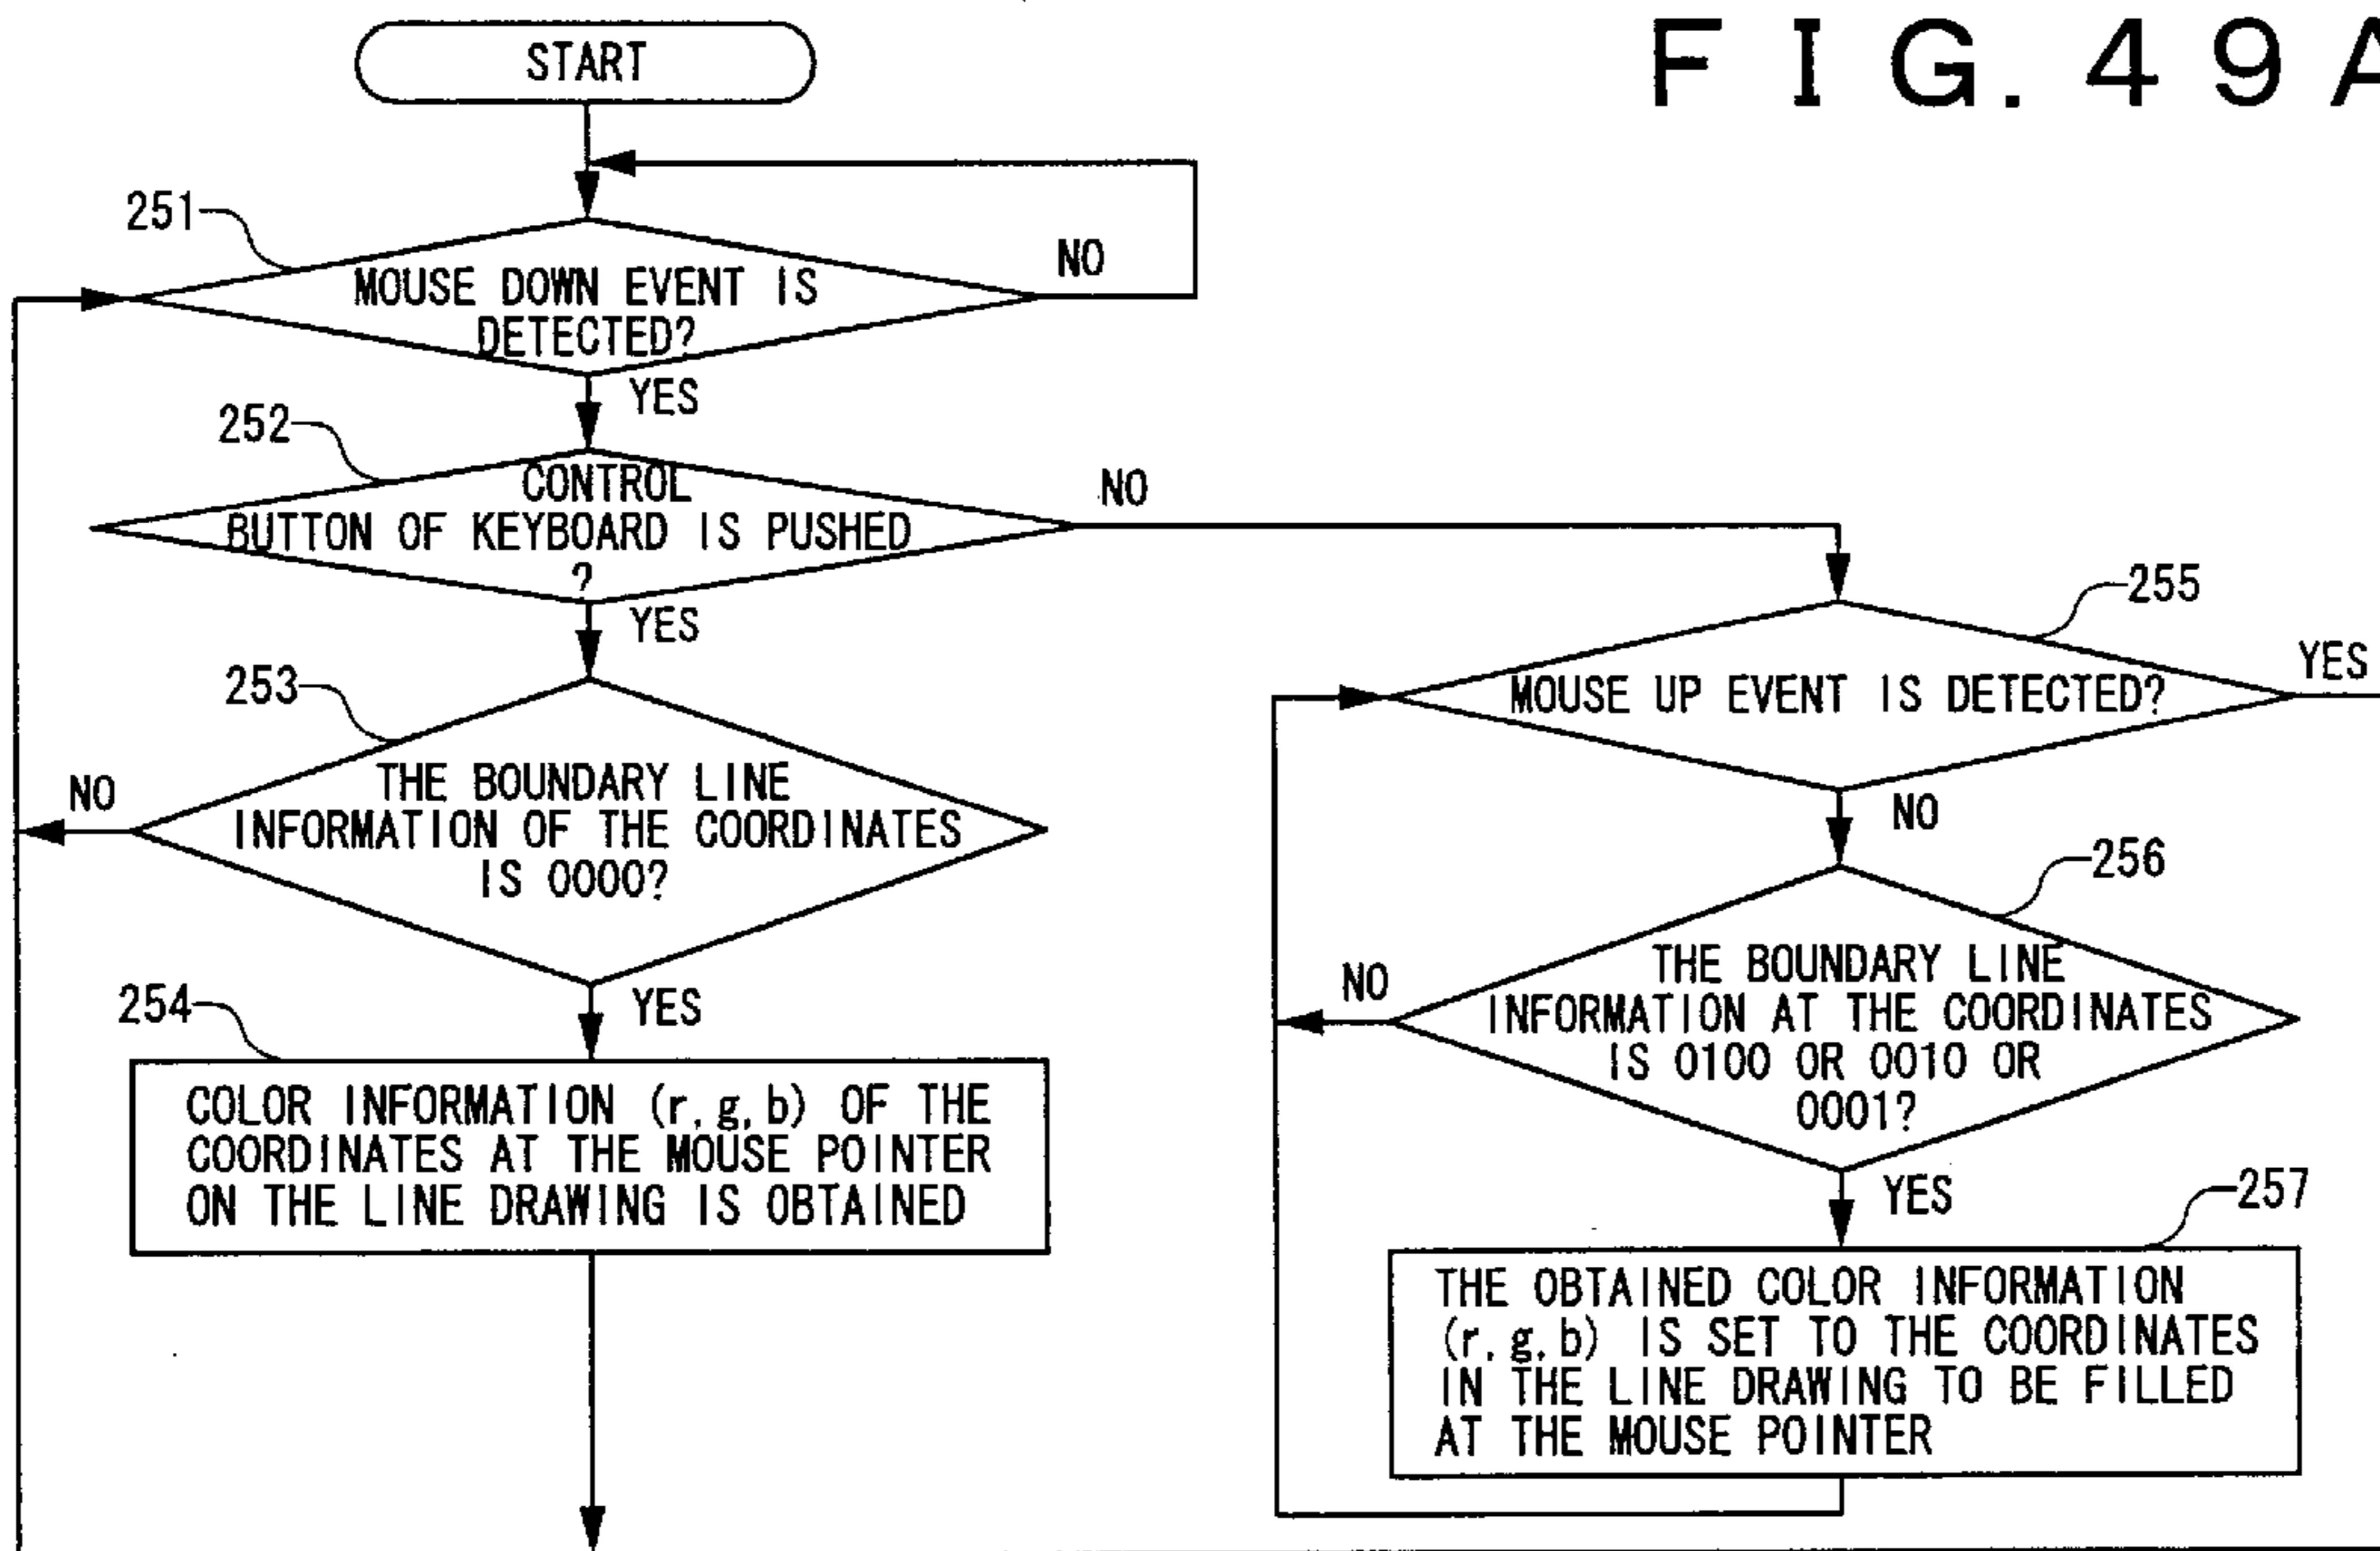 START
FIG. 49A
251
MOUSE DOWN EVENT IS
DETECTED?
NO
YES
252
CONTROL
BUTTON OF KEYBOARD IS PUSHED
?
NO
YES
253
THE BOUNDARY LINE
INFORMATION OF THE COORDINATES
IS 0000?
NO
YES
254
COLOR INFORMATION (r, g, b) OF THE
COORDINATES AT THE MOUSE POINTER
ON THE LINE DRAWING IS OBTAINED
255
MOUSE UP EVENT IS DETECTED?
YES
NO
256
THE BOUNDARY LINE
INFORMATION AT THE COORDINATES
IS 0100 OR 0010 OR
0001?
NO
YES
257
THE OBTAINED COLOR INFORMATION
(r, g, b) IS SET TO THE COORDINATES
IN THE LINE DRAWING TO BE FILLED
AT THE MOUSE POINTER